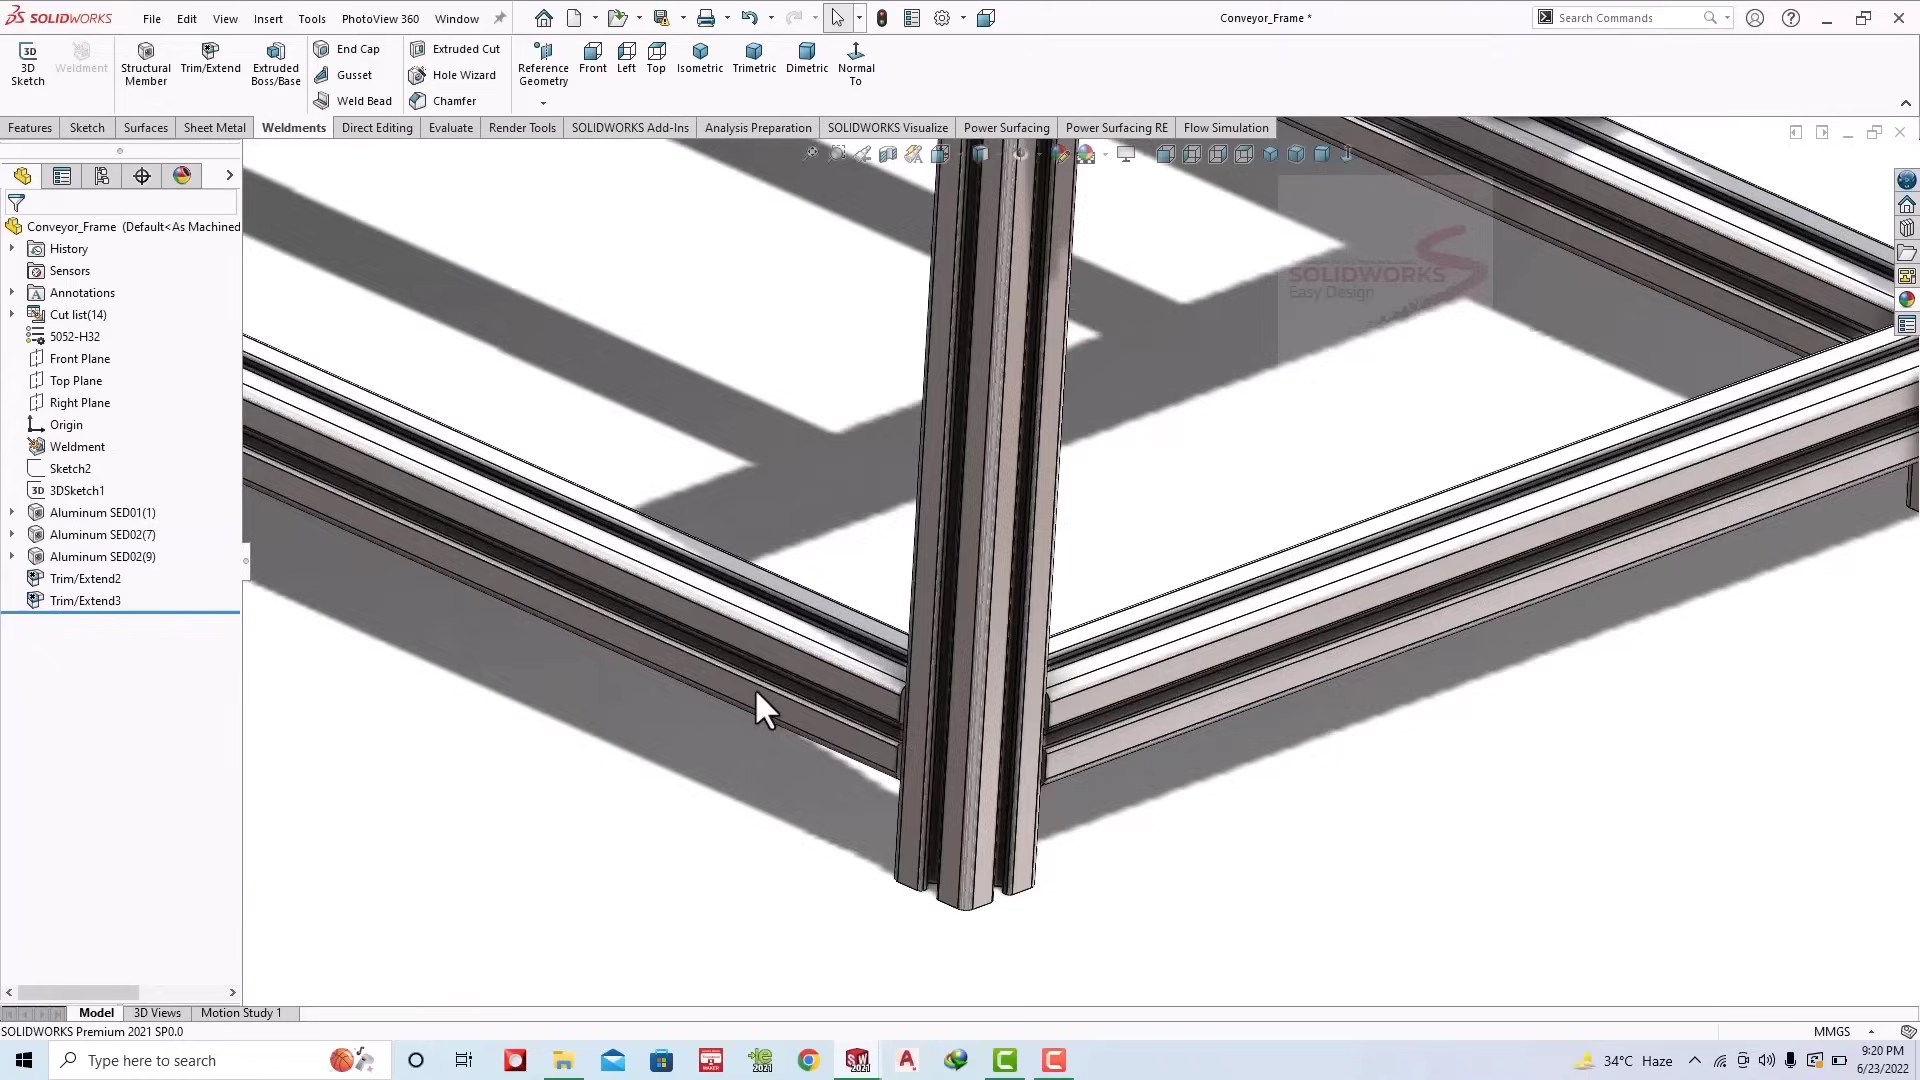 SOLIDWORKS
File Edit View Insert Tools PhotoView 360 Window
Conveyor_Frame *
Search Commands
3D Sketch
Weldment
Structural Member
Trim/Extend
Extruded Boss/Base
End Cap
Gusset
Weld Bead
Extruded Cut
Hole Wizard
Chamfer
Reference Geometry
Front
Left
Top
Isometric
Trimetric
Dimetric
Normal To
Features Sketch Surfaces Sheet Metal Weldments Direct Editing Evaluate Render Tools SOLIDWORKS Add-Ins Analysis Preparation SOLIDWORKS Visualize Power Surfacing Power Surfacing RE Flow Simulation
Conveyor_Frame (Default<As Machined
History
Sensors
Annotations
Cut list(14)
5052-H32
Front Plane
Top Plane
Right Plane
Origin
Weldment
Sketch2
3DSketch1
Aluminum SED01(1)
Aluminum SED02(7)
Aluminum SED02(9)
Trim/Extend2
Trim/Extend3
SOLIDWORKS
Easy Design
Model 3D Views Motion Study 1
SOLIDWORKS Premium 2021 SP0.0
MMGS
Type here to search
34°C Haze
9:20 PM
6/23/2022